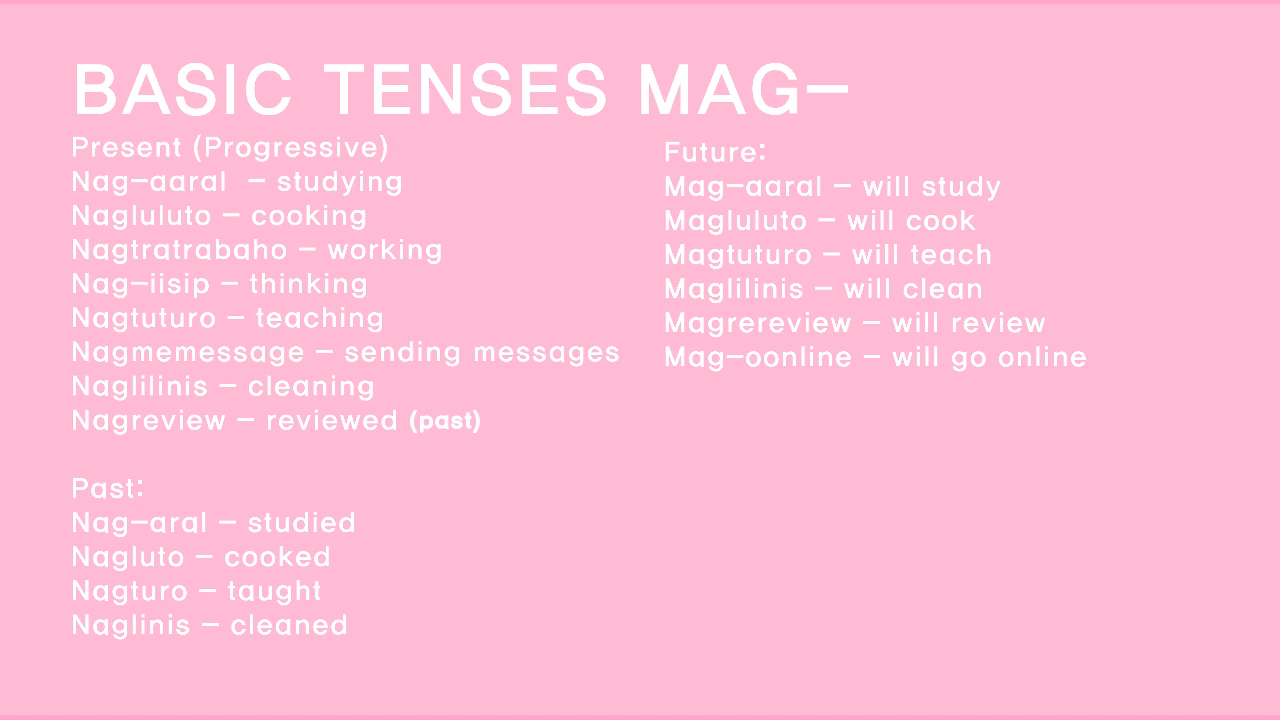 BASIC TENSES MAG-
Present (Progressive)
Nag-aaral  - studying
Nagluluto - cooking
Nagtratrabaho - working
Nag-iisip - thinking
Nagtuturo - teaching
Nagmemessage - sending messages
Naglilinis - cleaning
Nagreview - reviewed (past)
Past:
Nag-aral - studied
Nagluto - cooked
Nagturo - taught
Naglinis - cleaned
Future:
Mag-aaral - will study
Magluluto - will cook
Magtuturo - will teach
Maglilinis - will clean
Magrereview - will review
Mag-oonline - will go online